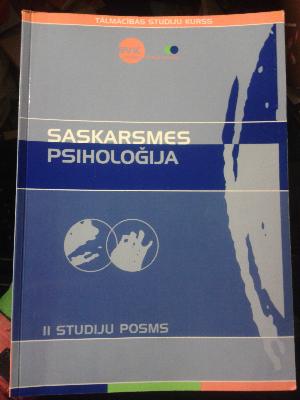 TĀLMĀCĪBAS STUDIJU KURSS
SASKARSMES
PSIHOLOĢIJA
II STUDIJU POSMS